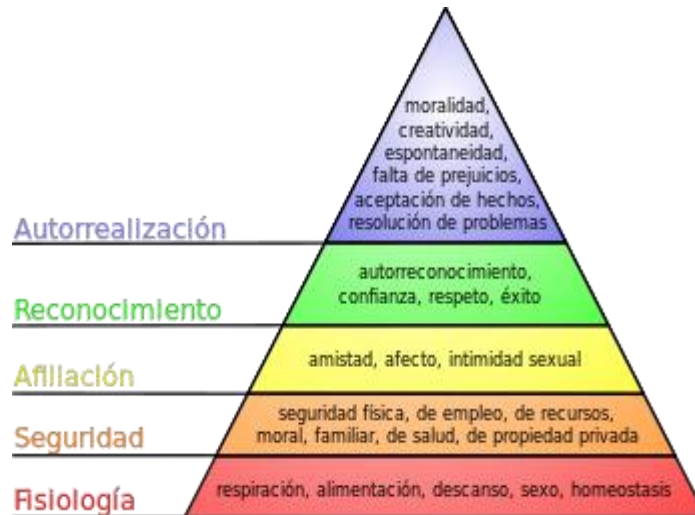 moralidad,
creatividad,
espontaneidad,
falta de prejuicios,
aceptación de hechos,
resolución de problemas
Autorrealización
autorreconocimiento,
confianza, respeto, éxito
Reconocimiento
amistad, afecto, intimidad sexual
Afiliación
seguridad física, de empleo, de recursos,
moral, familiar, de salud, de propiedad privada
Seguridad
respiración, alimentación, descanso, sexo, homeostasis
Fisiología